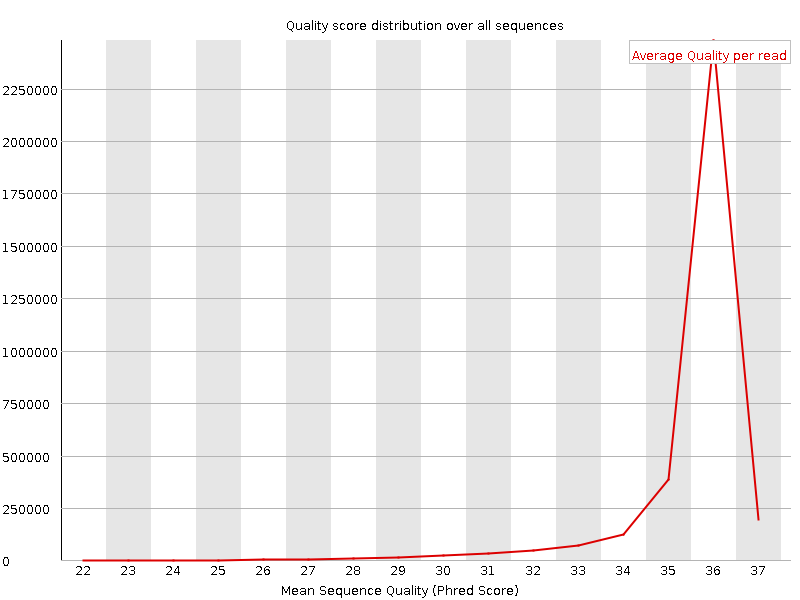 Quality score distribution over all sequences
Average Quality per read
2250000
2000000
1750000
1500000
1250000
1000000
750000
500000
250000
0
22 23 24 25 26 27 28 29 30 31 32 33 34 35 36 37
Mean Sequence Quality (Phred Score)